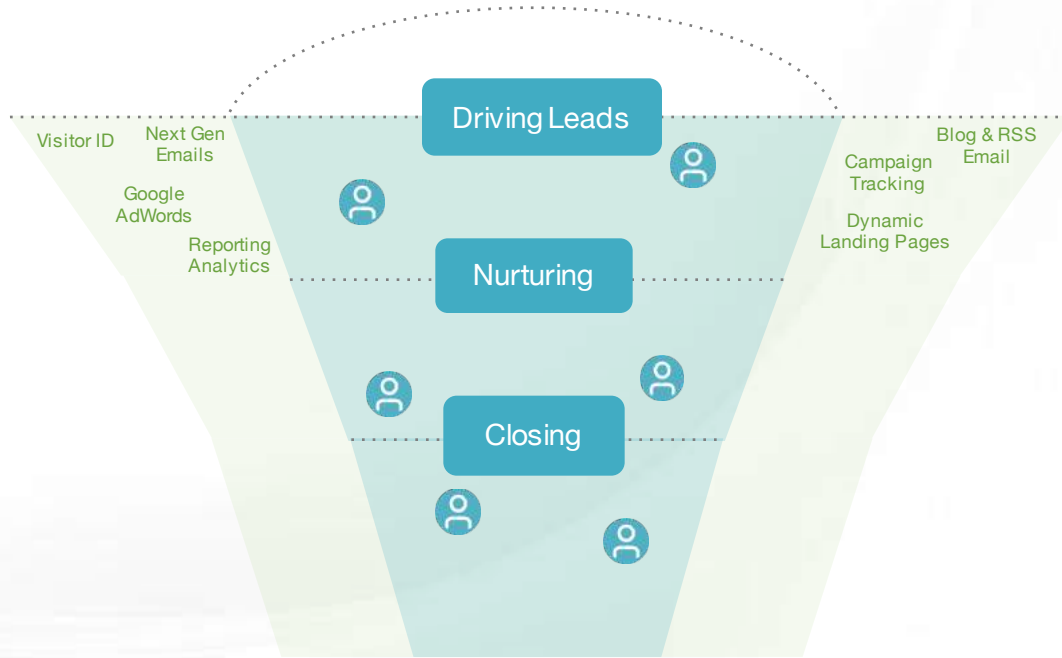 Driving Leads
Visitor ID
Next Gen
Emails
Google
AdWords
Reporting
Analytics
Blog & RSS
Email
Campaign
Tracking
Dynamic
Landing Pages
Nurturing
Closing